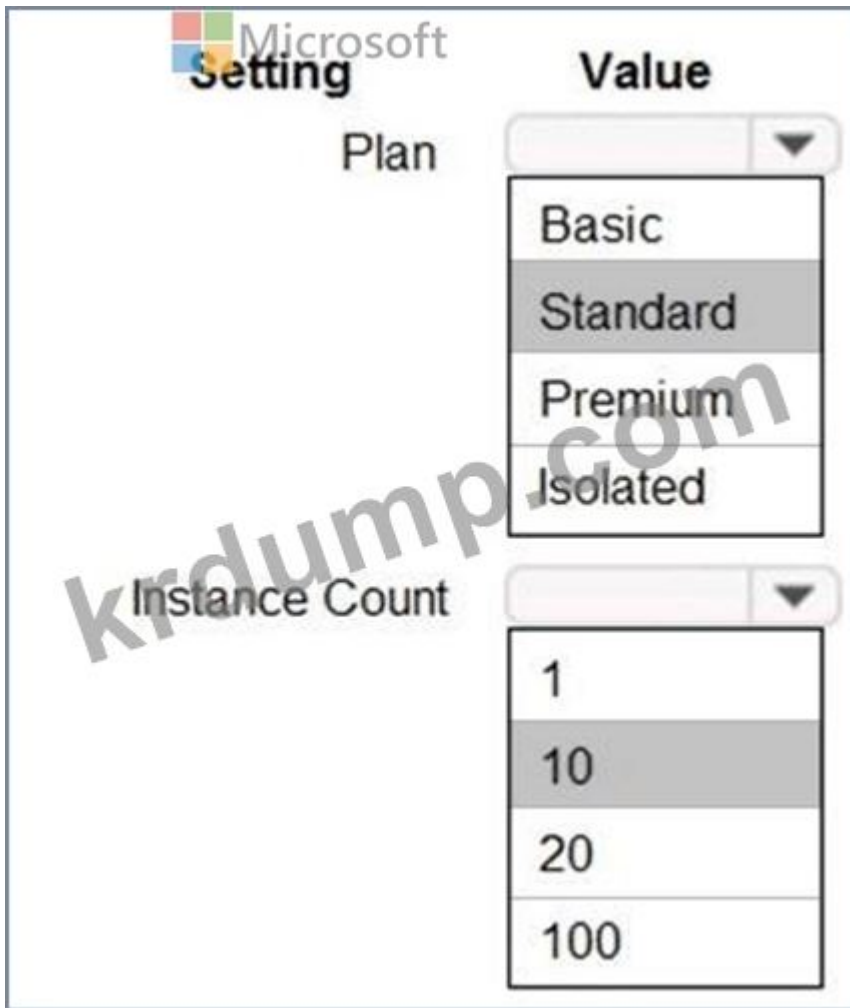 Microsoft
Setting Value
Plan
Basic
Standard
Premium
Isolated
krdump.com
Instance Count
1
10
20
100